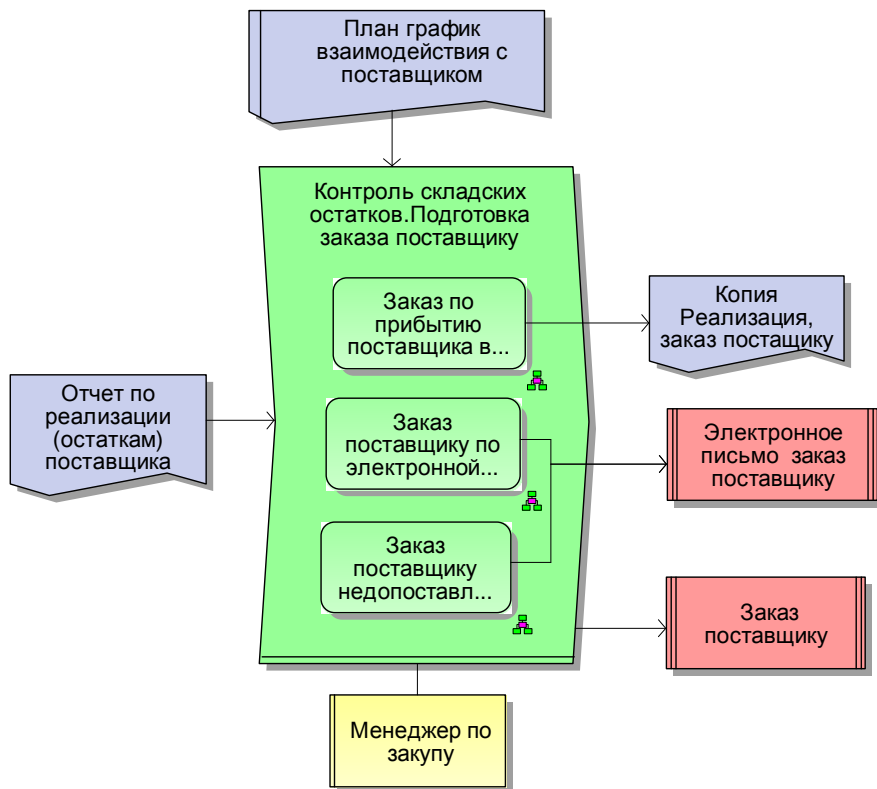 План график
взаимодействия с
поставщиком
Контроль складских
остатков.Подготовка
заказа поставщику
Заказ по
прибытию
поставщика в...
Копия
Реализация,
заказ постащику
Отчет по
реализации
(остаткам)
поставщика
Заказ
поставщику по
электронной...
Электронное
письмо заказ
поставщику
Заказ
поставщику
недопоставл...
Заказ
поставщику
Менеджер по
закупу